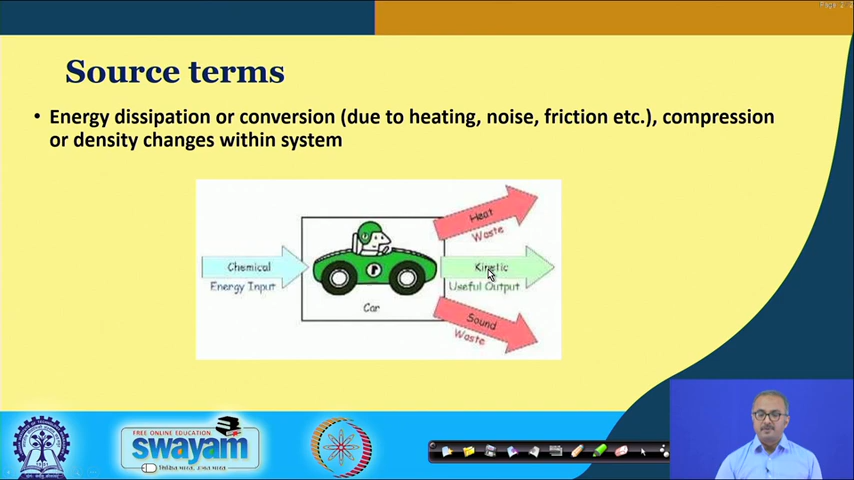 Source terms
• Energy dissipation or conversion (due to heating, noise, friction etc.), compression
or density changes within system
Heat
Waste
Chemical
Energy Input
Kinetic
Useful Output
Car
Sound
Waste
FREE ONLINE EDUCATION
swayam